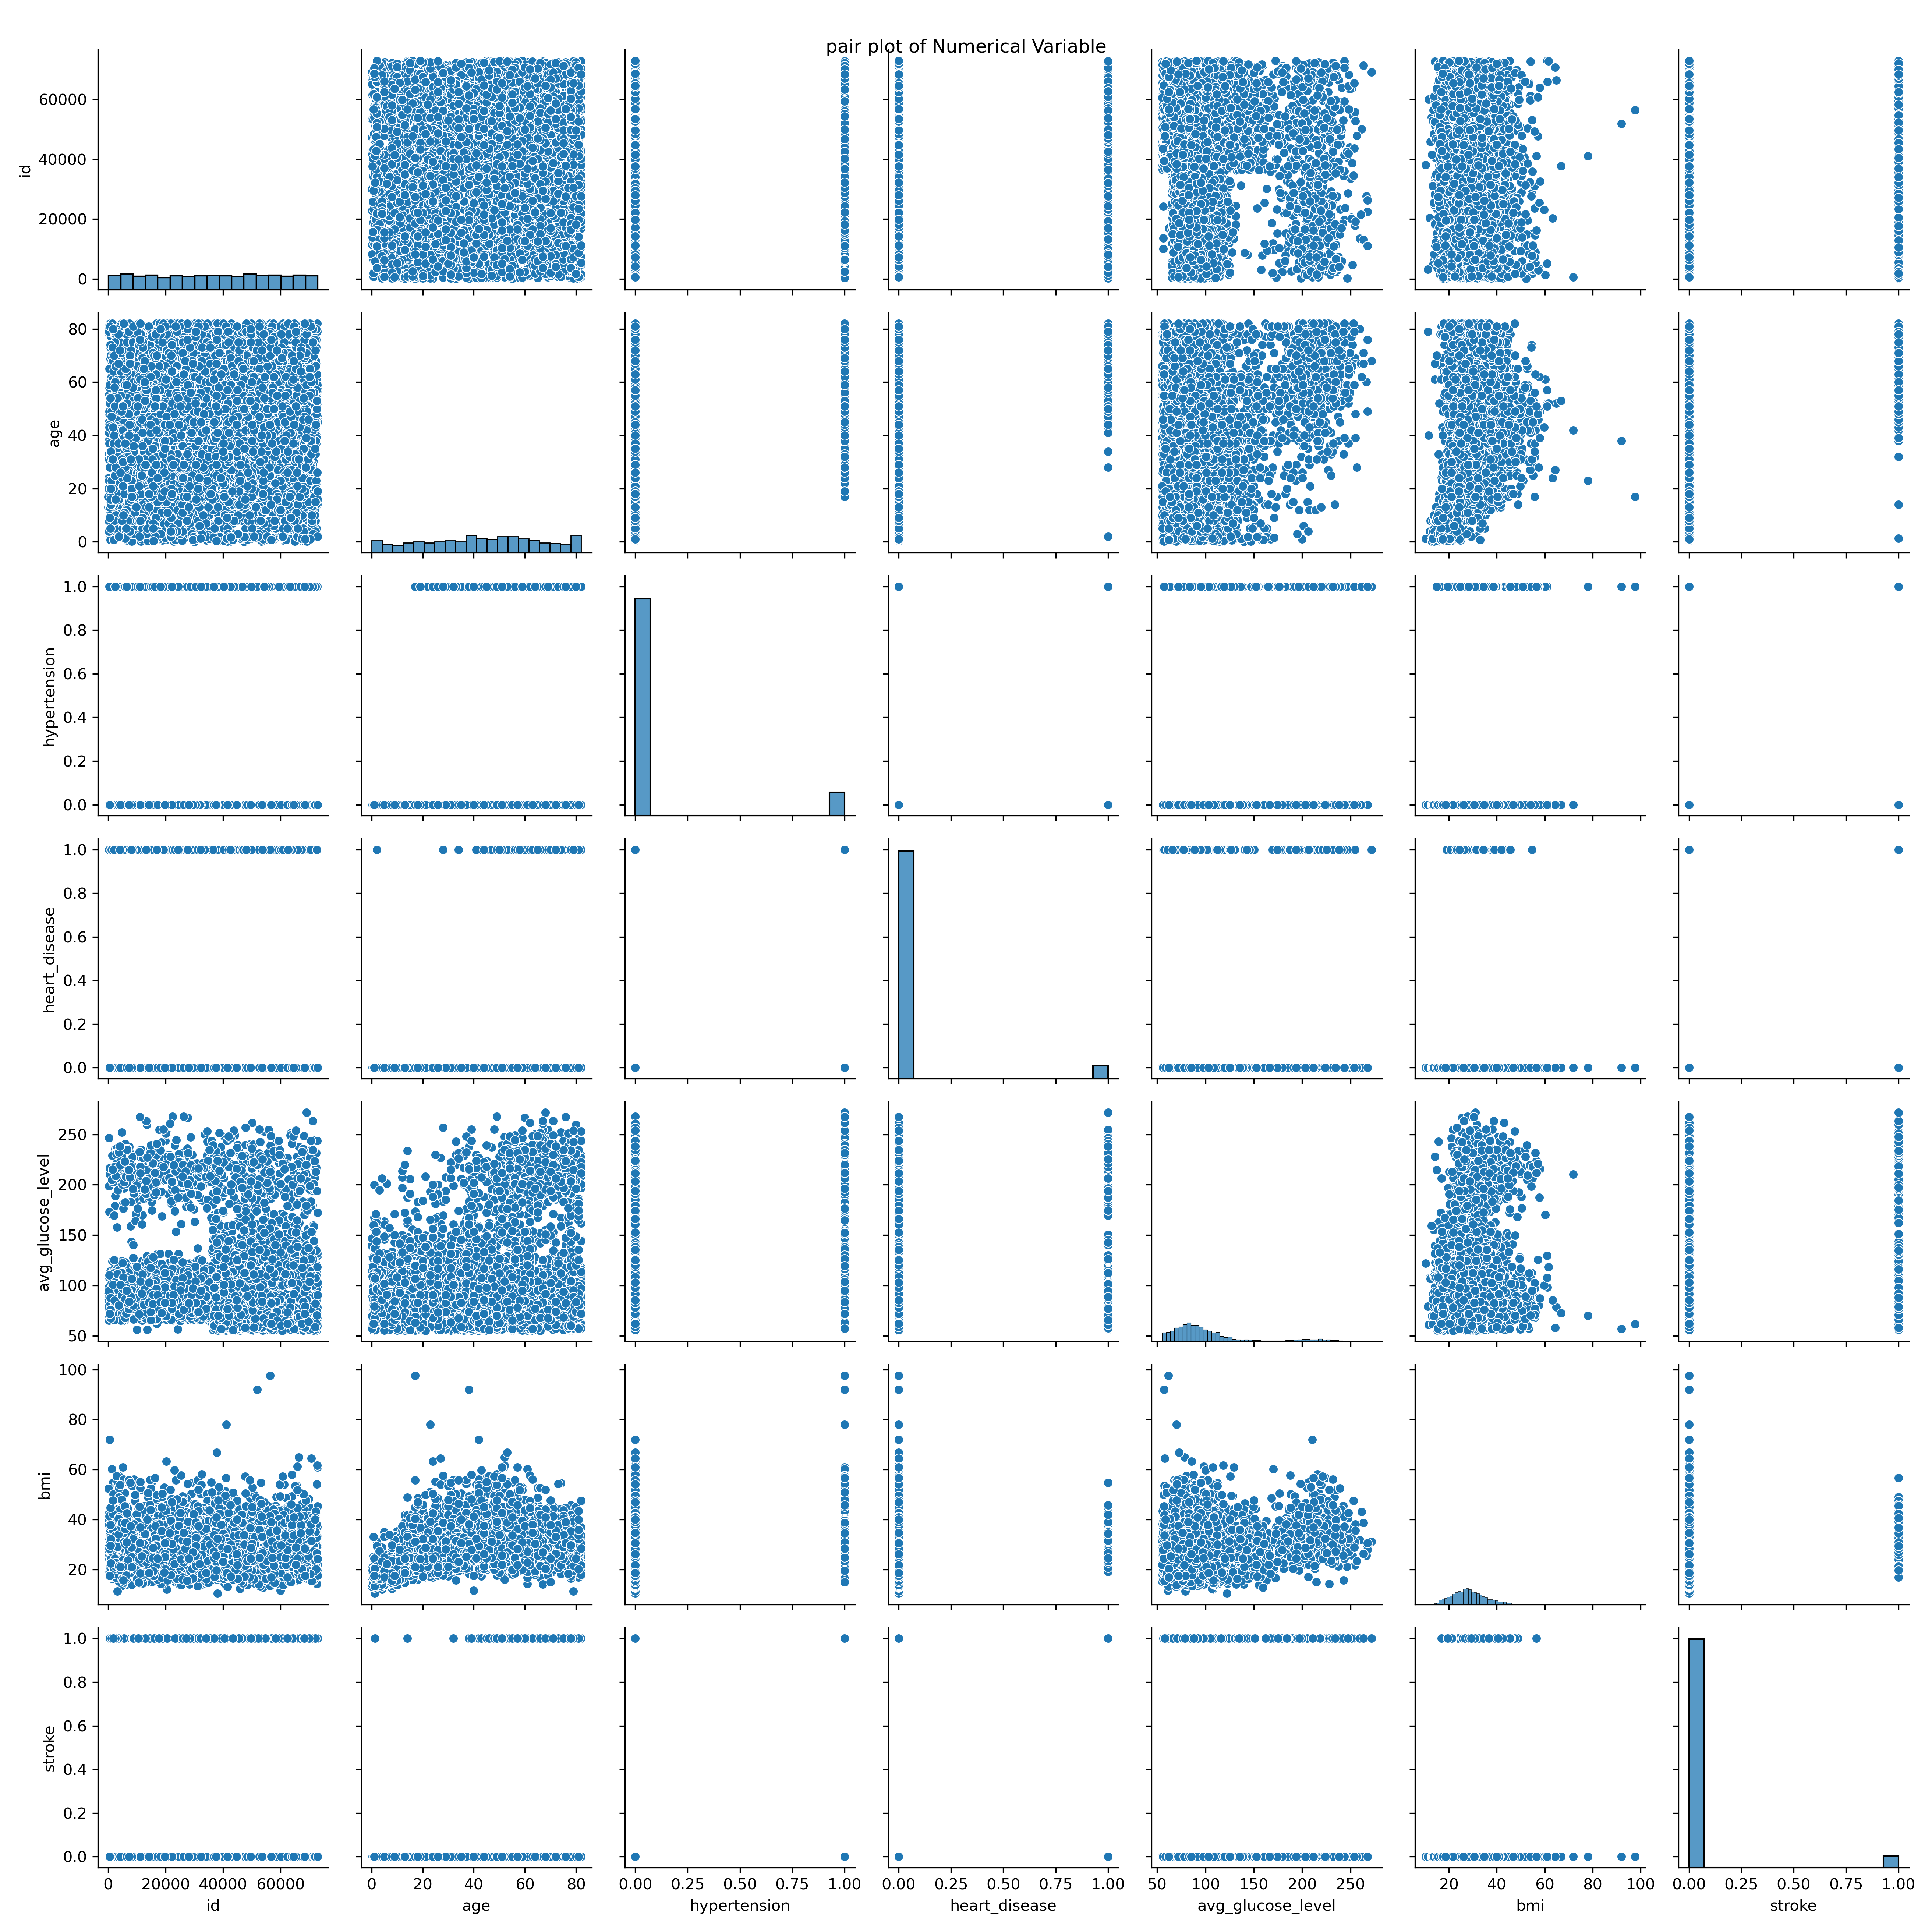 pair plot of Numerical Variable
60000
40000
20000
0
id
80
60
40
20
0
age
1.0
0.8
0.6
0.4
0.2
0.0
hypertension
1.0
0.8
0.6
0.4
0.2
0.0
heart_disease
250
200
150
100
50
avg_glucose_level
100
80
60
40
20
bmi
1.0
0.8
0.6
0.4
0.2
0.0
stroke
0 20000 40000 60000
0 20 40 60 80
0.00 0.25 0.50 0.75 1.00
0.00 0.25 0.50 0.75 1.00
50 100 150 200 250
20 40 60 80 100
0.00 0.25 0.50 0.75 1.00
id age hypertension heart_disease avg_glucose_level bmi stroke